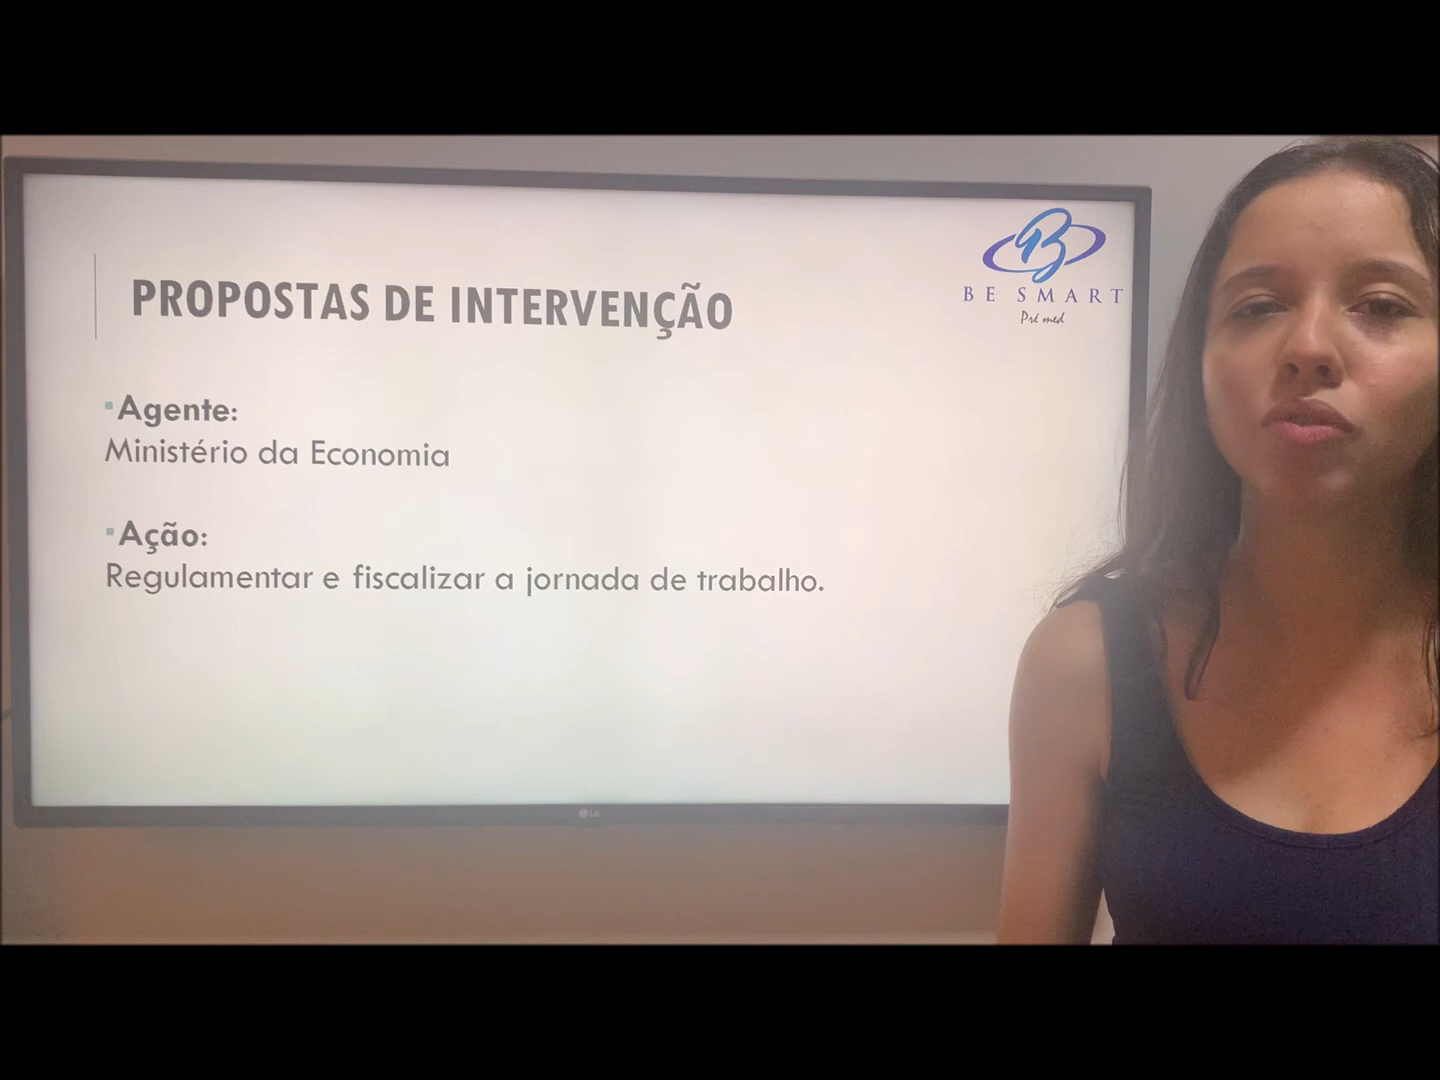 BE SMART
Pré med
PROPOSTAS DE INTERVENÇÃO
Agente:
Ministério da Economia
Ação:
Regulamentar e fiscalizar a jornada de trabalho.
LG